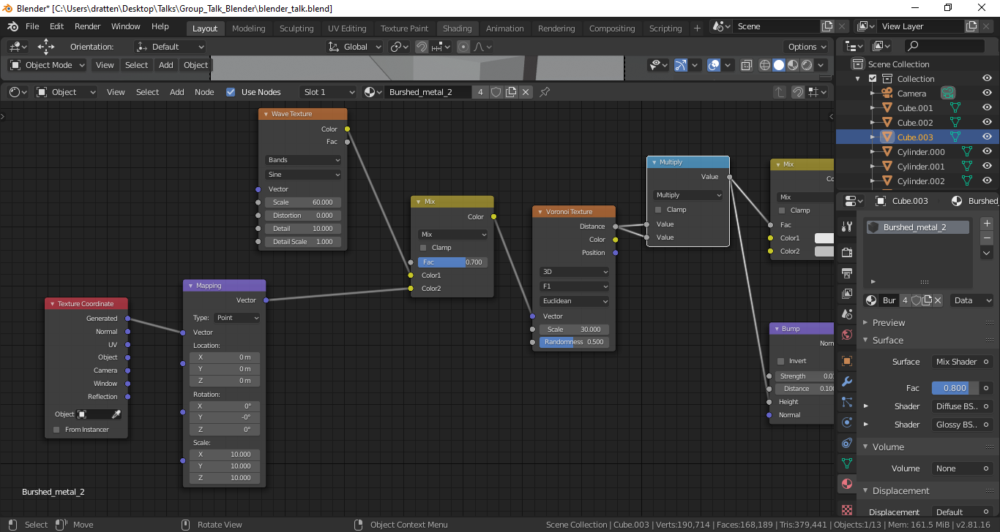 Blender* [C:\Users\dratten\Desktop\Talks\Group_Talk_Blender\blender_talk.blend]
File Edit Render Window Help Layout Modeling Sculpting UV Editing Texture Paint Shading Animation Rendering Compositing Scripting + Scene View Layer
Orientation: Default Global Options
Object Mode View Select Add Object
Object View Select Add Node Use Nodes Slot 1 Burshed_metal_2 4
Wave Texture
Color
Fac
Bands
Sine
Vector
Scale 60.000
Distortion 0.000
Detail 10.000
Detail Scale 1.000
Mix
Color
Mix
Clamp
Fac 0.700
Color1
Color2
Voronoi Texture
Distance
Color
Position
3D
F1
Euclidean
Vector
Scale 30.000
Randomness 0.500
Multiply
Value
Multiply
Clamp
Value
Value
Mix
Co
Mix
Clamp
Fac
Color1
Color2
Texture Coordinate
Generated
Normal
UV
Object
Camera
Window
Reflection
Object
From Instancer
Mapping
Vector
Type: Point
Vector
Location:
X 0 m
Y 0 m
Z 0 m
Rotation:
X 0°
Y -0°
Z 0°
Scale:
X 10.000
Y 10.000
Z 10.000
Bump
Norn
Invert
Strength 0.0
Distance 0.100
Height
Normal
Burshed_metal_2
Scene Collection
Collection
Camera
Cube.001
Cube.002
Cube.003
Cylinder.000
Cylinder.001
Cylinder.002
Cube.003 Burshed
Burshed_metal_2
Bur 4 Data
Preview
Surface
Surface Mix Shader
Fac 0.800
Shader Diffuse BS..
Shader Glossy BS..
Volume
Volume None
Displacement
Displacement Default
Select Move Rotate View Object Context Menu Scene Collection | Cube.003 | Verts:190,714 | Faces:168,189 | Tris:379,441 | Objects:1/13 | Mem: 161.5 MiB | v2.81.16